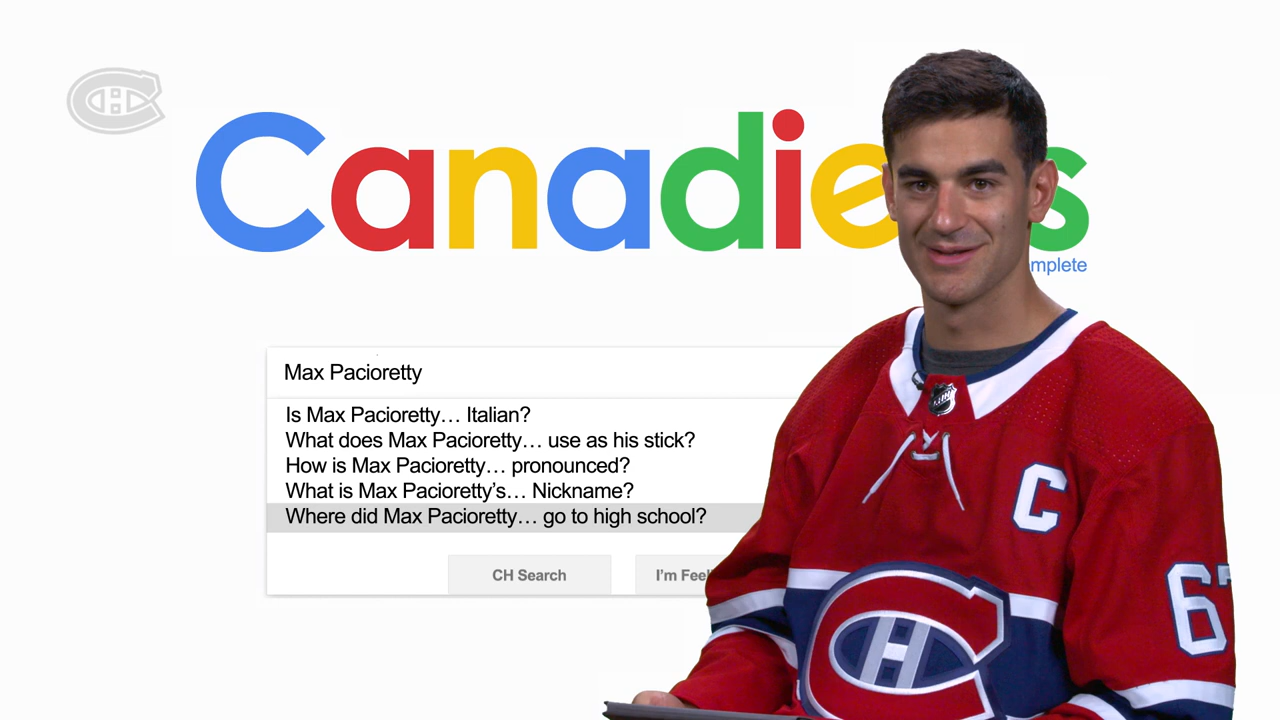 Canadie s
mplete
Max Pacioretty
Is Max Pacioretty… Italian?
What does Max Pacioretty… use as his stick?
How is Max Pacioretty… pronounced?
What is Max Pacioretty’s… Nickname?
Where did Max Pacioretty… go to high school?
CH Search
I’m Feel
NHL
C
67
CH